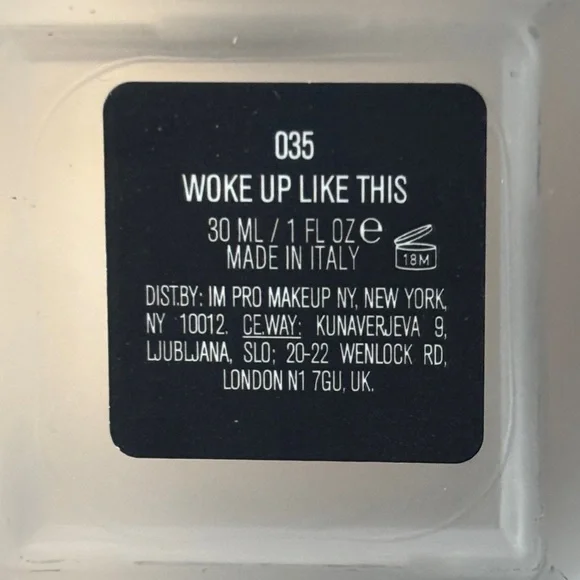 035
WOKE UP LIKE THIS
30 ML / 1 FL OZ ℮
MADE IN ITALY
18M
DIST.BY: IM PRO MAKEUP NY, NEW YORK,
NY 10012. CE.WAY: KUNAVERJEVA 9,
LJUBLJANA, SLO; 20-22 WENLOCK RD,
LONDON N1 7GU, UK.